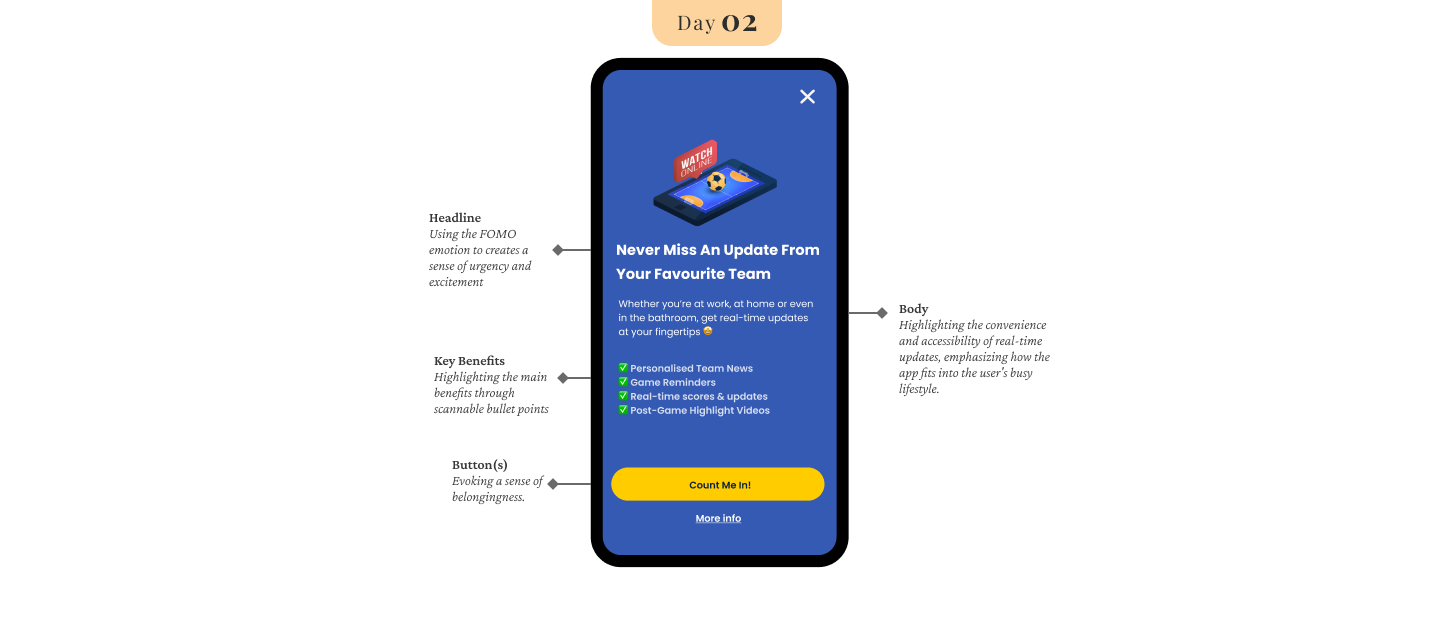 Day 02
WATCH
ONLINE
Headline
Using the FOMO
emotion to creates a
sense of urgency and
excitement
Never Miss An Update From
Your Favourite Team
Whether you're at work, at home or even
in the bathroom, get real-time updates
at your fingertips 🤩
Body
Highlighting the convenience
and accessibility of real-time
updates, emphasizing how the
app fits into the user's busy
lifestyle.
Key Benefits
Highlighting the main
benefits through
scannable bullet points
✅ Personalised Team News
✅ Game Reminders
✅ Real-time scores & updates
✅ Post-Game Highlight Videos
Button(s)
Evoking a sense of
belongingness.
Count Me In!
More info